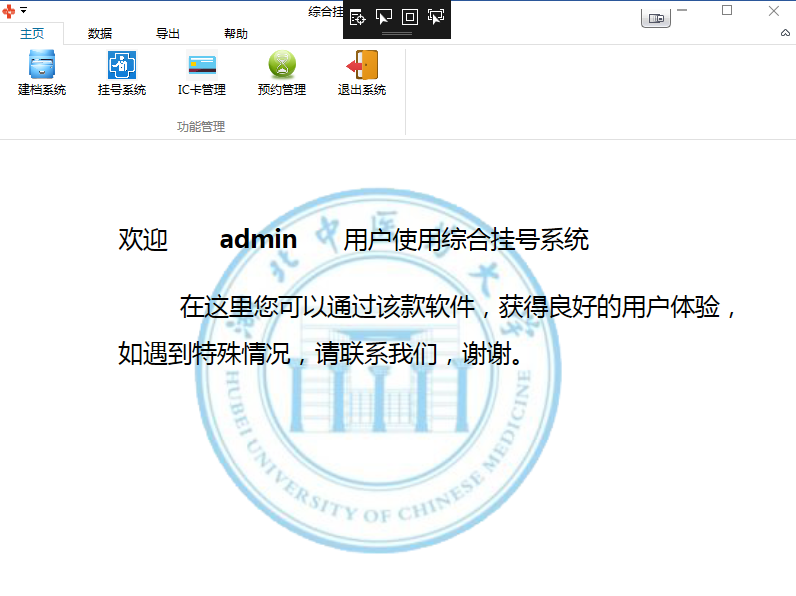 综合挂
主页 数据 导出 帮助
建档系统 挂号系统 IC卡管理 预约管理 退出系统
功能管理
欢迎 admin 用户使用综合挂号系统
在这里您可以通过该款软件，获得良好的用户体验，
如遇到特殊情况，请联系我们，谢谢。
湖北中医药大学
HUBEI UNIVERSITY OF CHINESE MEDICINE